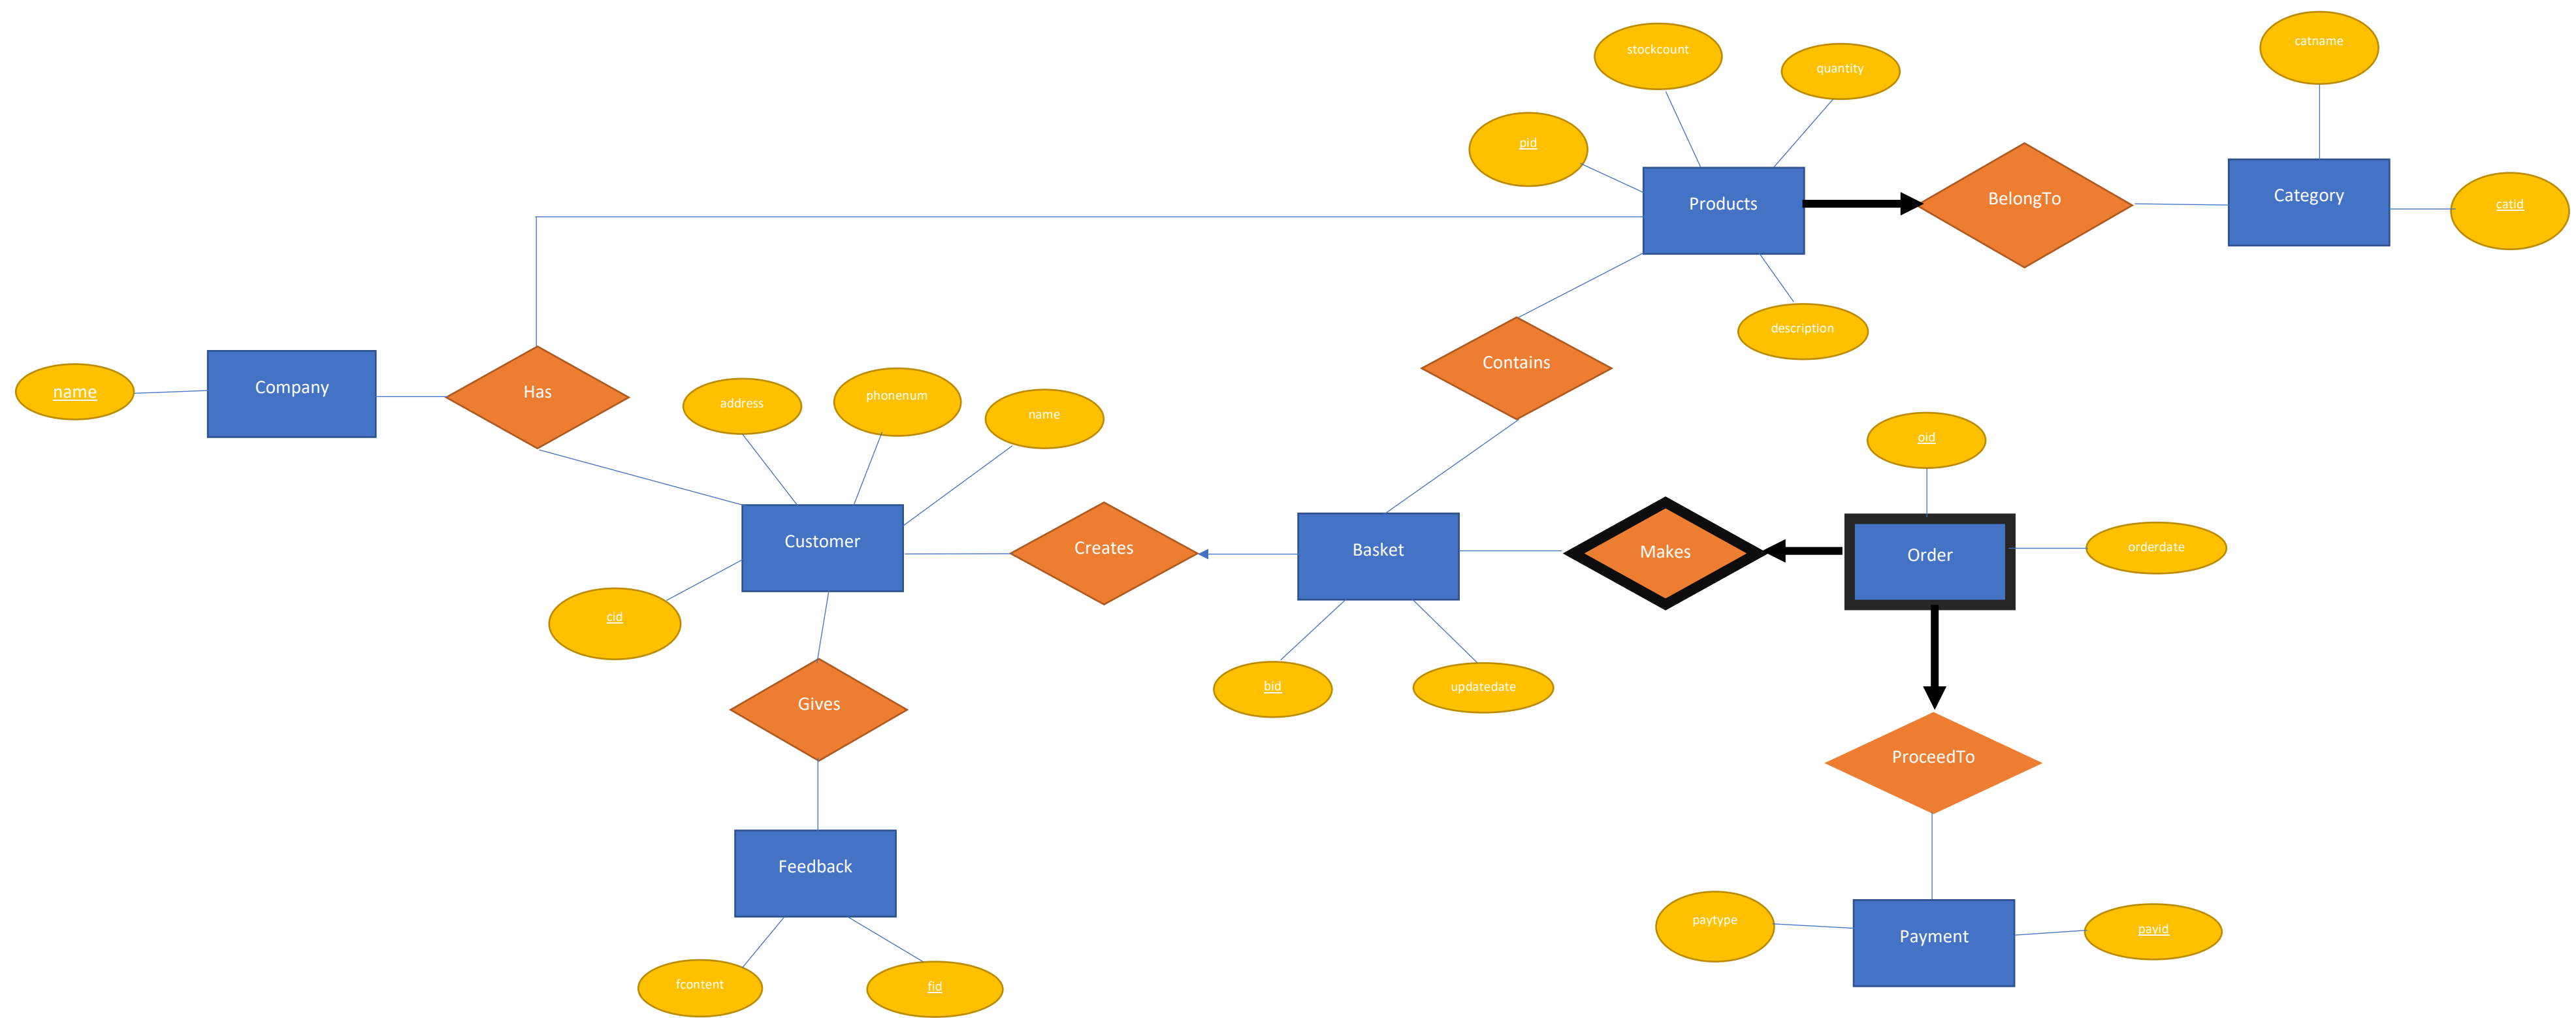 catname
stockcount
quantity
pid
Products
BelongTo
Category
catid
description
Contains
name
Company
Has
address
phonenum
name
oid
Customer
Creates
Basket
Makes
Order
orderdate
cid
bid
updatedate
Gives
ProceedTo
Feedback
paytype
Payment
payid
fcontent
fid